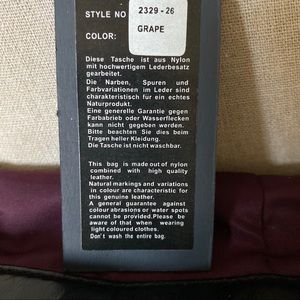 STYLE NO 2329 - 26
COLOR: GRAPE
Diese Tasche ist aus Nylon
mit hochwertigem Lederbesatz
gearbeitet.
Die Narben, Spuren und
Farbvariationen im Leder sind
charakteristisch für ein echtes
Naturprodukt.
Eine generelle Garantie gegen
Farbabrieb oder Wasserflecken
kann nicht gegeben werden.
Bitte beachten Sie dies beim
Tragen heller Kleidung.
Die Tasche ist nicht waschbar.
This bag is made out of nylon
combined with high quality
leather.
Natural markings and variations
in colour are characteristic for
this genuine leather.
A general guarantee against
colour abrasions or water spots
cannot be provided.Please be
aware of that when wearing
light coloured clothes.
Don't wash the entire bag.